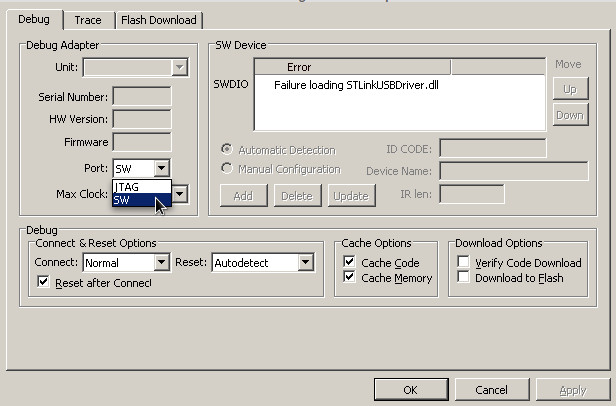 Debug Trace Flash Download
Debug Adapter
Unit:
Serial Number:
HW Version:
Firmware
Port: SW
JTAG
SW
Max Clock:
SW Device
Error
SWDIO
Failure loading STLinkUSBDriver.dll
Move
Up
Down
Automatic Detection
Manual Configuration
ID CODE:
Device Name:
Add Delete Update IR len:
Debug
Connect & Reset Options
Connect: Normal Reset: Autodetect
Reset after Connect
Cache Options
Cache Code
Cache Memory
Download Options
Verify Code Download
Download to Flash
OK Cancel Apply